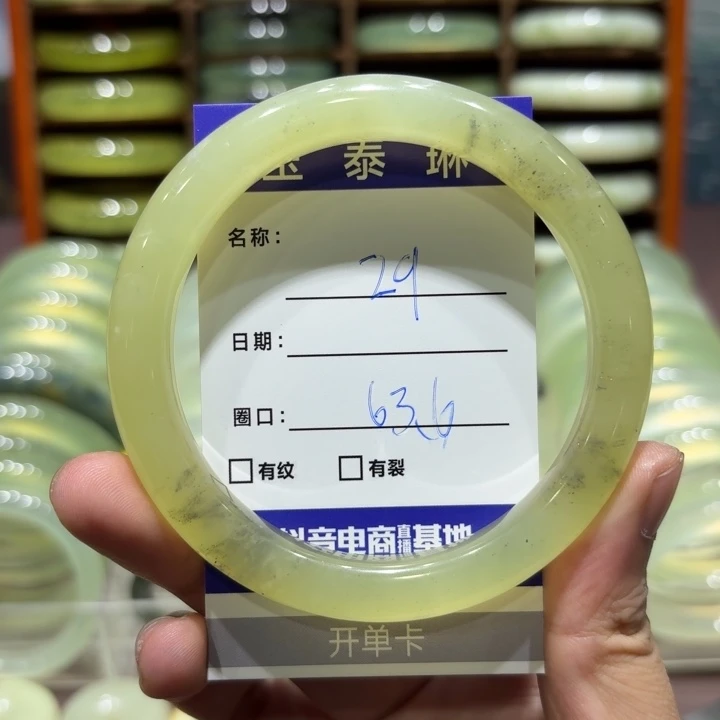 玉泰琳
名称: 29
日期:
圈口: 63.6
有纹 有裂
抖音电商直播基地
开单卡